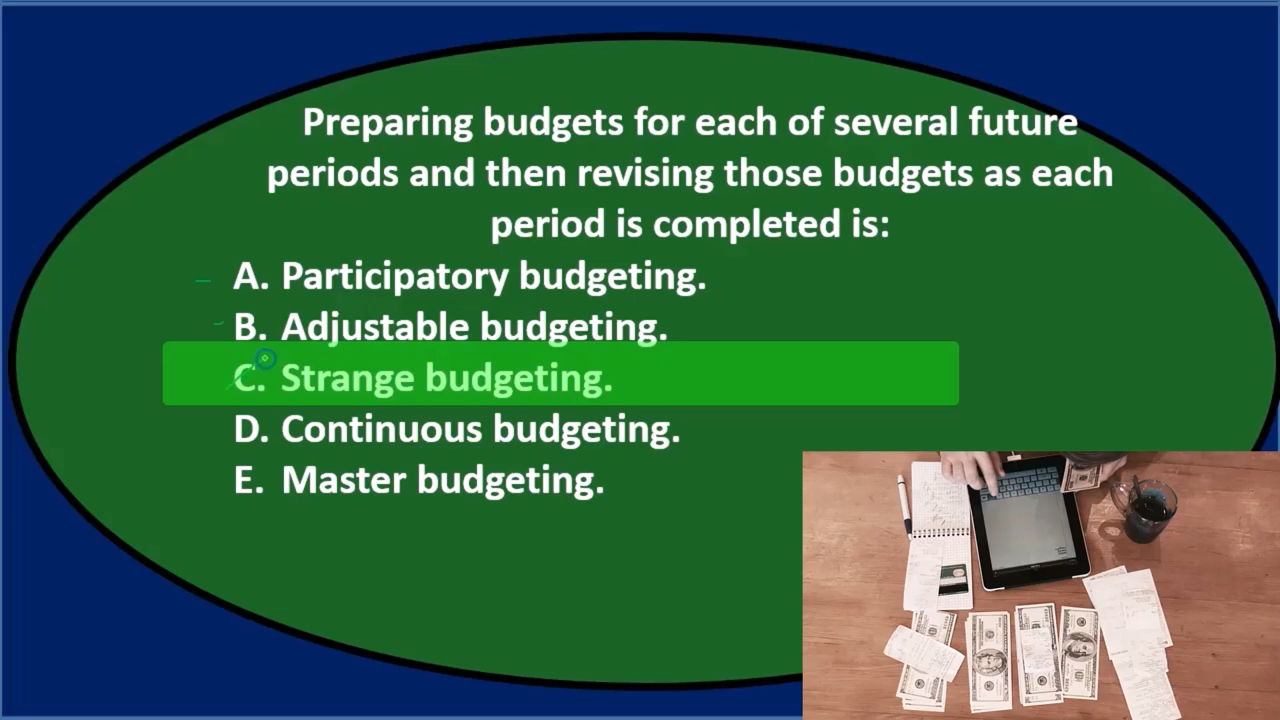 Preparing budgets for each of several future
periods and then revising those budgets as each
period is completed is:
A. Participatory budgeting.
B. Adjustable budgeting.
C. Strange budgeting.
D. Continuous budgeting.
E. Master budgeting.